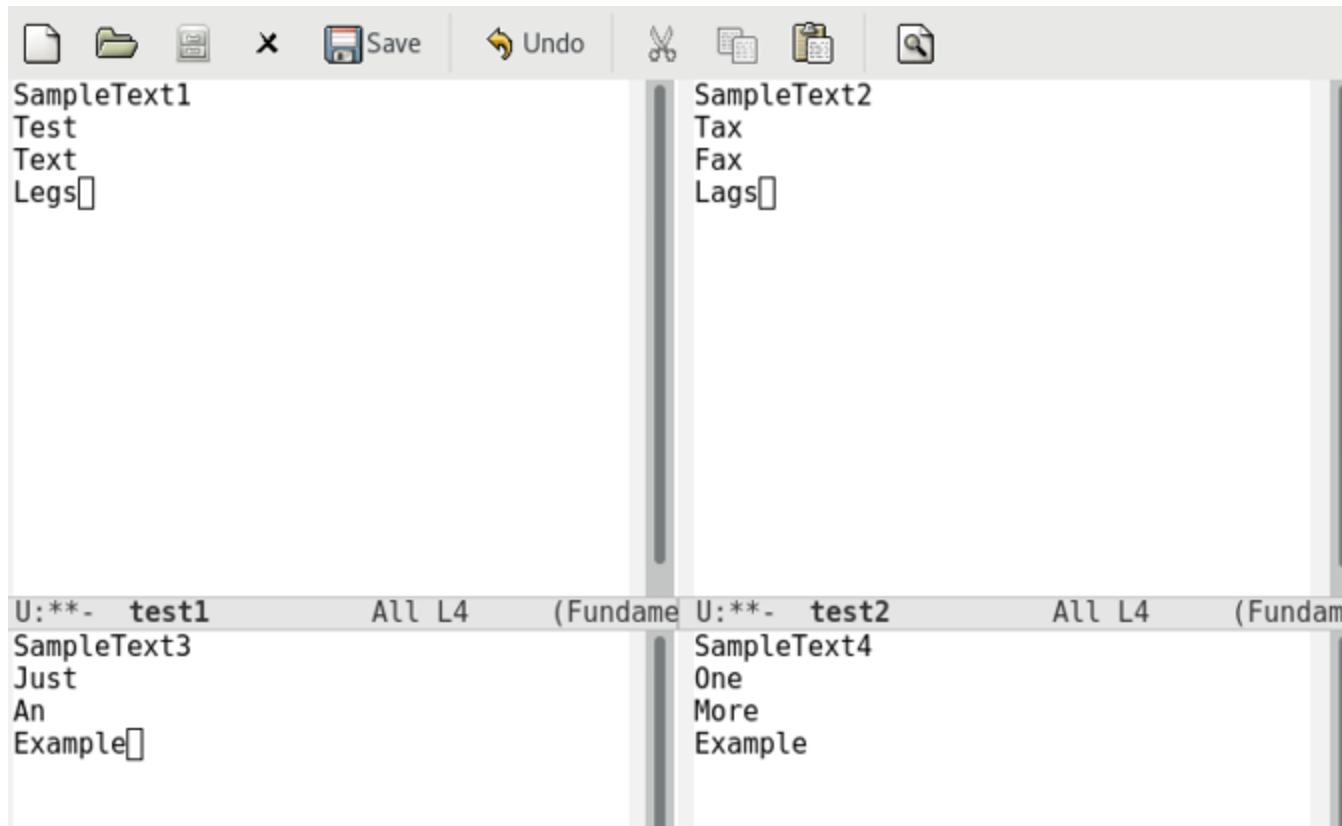 Save Undo
SampleText1
Test
Text
Legs
SampleText2
Tax
Fax
Lags
U:**- test1 All L4 (Fundame
U:**- test2 All L4 (Fundam
SampleText3
Just
An
Example
SampleText4
One
More
Example